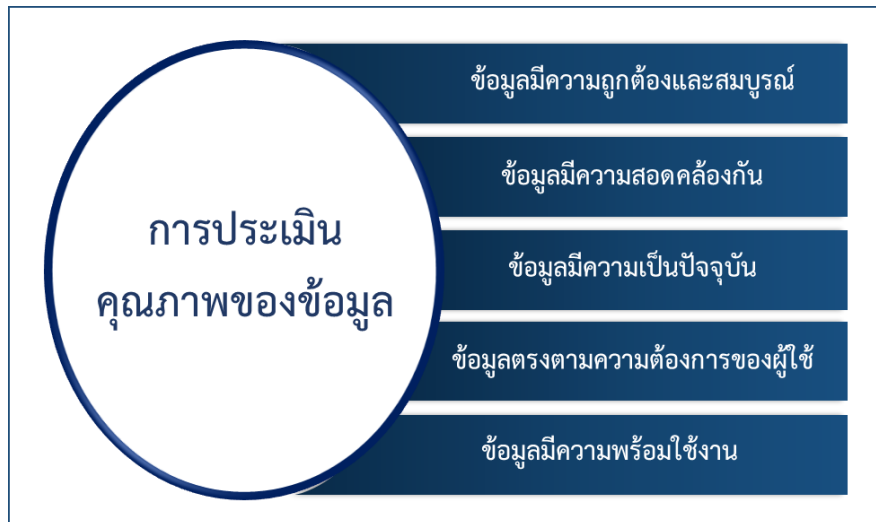 การประเมิน
คุณภาพของข้อมูล
ข้อมูลมีความถูกต้องและสมบูรณ์
ข้อมูลมีความสอดคล้องกัน
ข้อมูลมีความเป็นปัจจุบัน
ข้อมูลตรงตามความต้องการของผู้ใช้
ข้อมูลมีความพร้อมใช้งาน